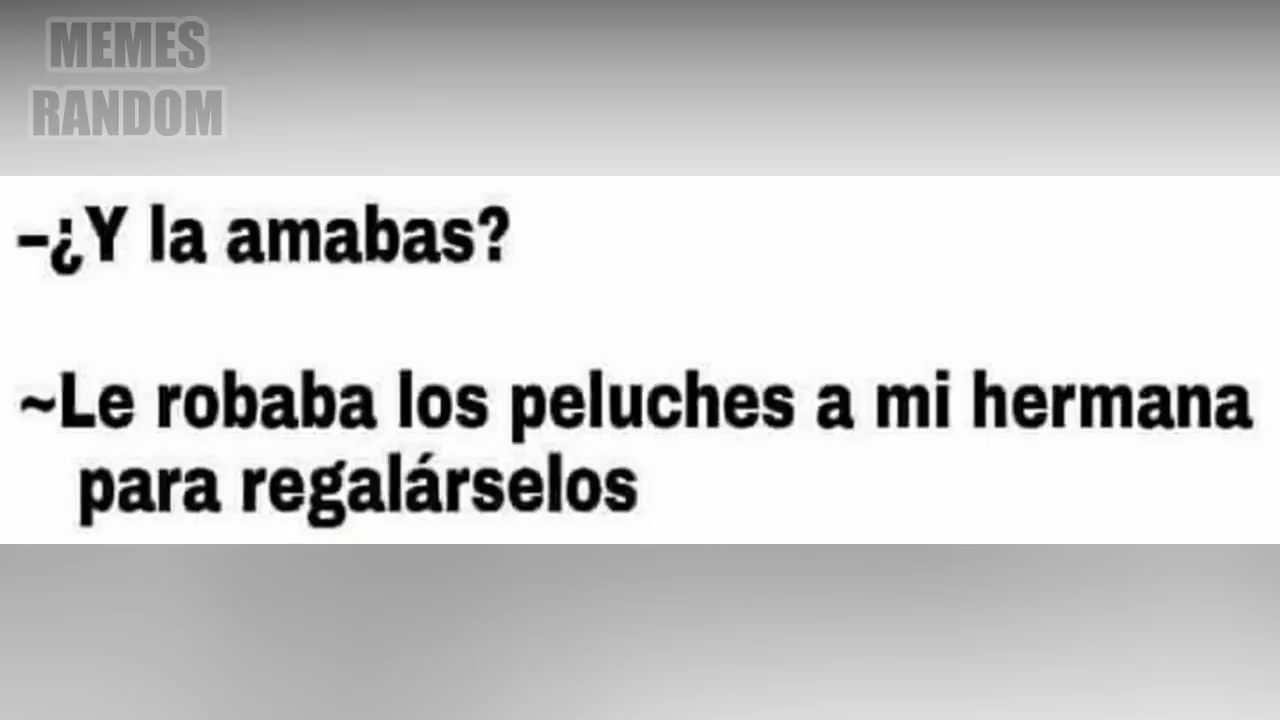 MEMES
RANDOM
–¿Y la amabas?
~Le robaba los peluches a mi hermana
para regalárselos